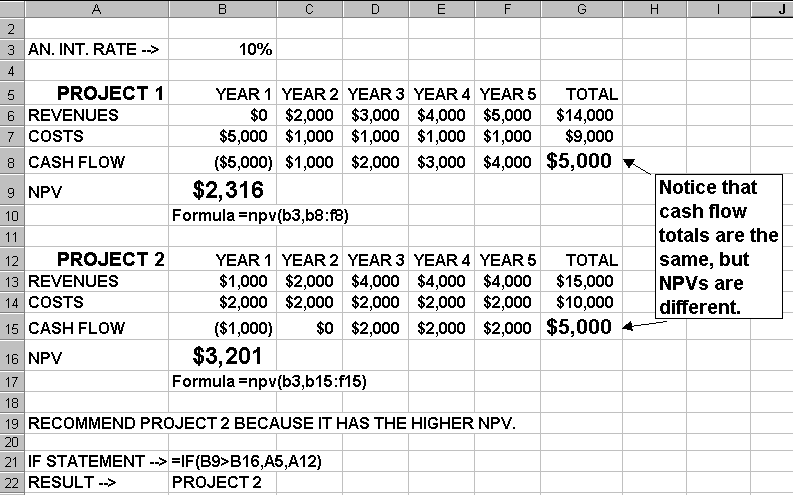 A B C D E F G H I J
2
3 AN. INT. RATE --> 10%
4
5 PROJECT 1 YEAR 1 YEAR 2 YEAR 3 YEAR 4 YEAR 5 TOTAL
6 REVENUES $0 $2,000 $3,000 $4,000 $5,000 $14,000
7 COSTS $5,000 $1,000 $1,000 $1,000 $1,000 $9,000
8 CASH FLOW ($5,000) $1,000 $2,000 $3,000 $4,000 $5,000
9 NPV $2,316
10 Formula =npv(b3,b8:f8)
11
12 PROJECT 2 YEAR 1 YEAR 2 YEAR 3 YEAR 4 YEAR 5 TOTAL
13 REVENUES $1,000 $2,000 $4,000 $4,000 $4,000 $15,000
14 COSTS $2,000 $2,000 $2,000 $2,000 $2,000 $10,000
15 CASH FLOW ($1,000) $0 $2,000 $2,000 $2,000 $5,000
16 NPV $3,201
17 Formula =npv(b3,b15:f15)
18
19 RECOMMEND PROJECT 2 BECAUSE IT HAS THE HIGHER NPV.
20
21 IF STATEMENT --> =IF(B9>B16,A5,A12)
22 RESULT --> PROJECT 2
Notice that
cash flow
totals are the
same, but
NPVs are
different.